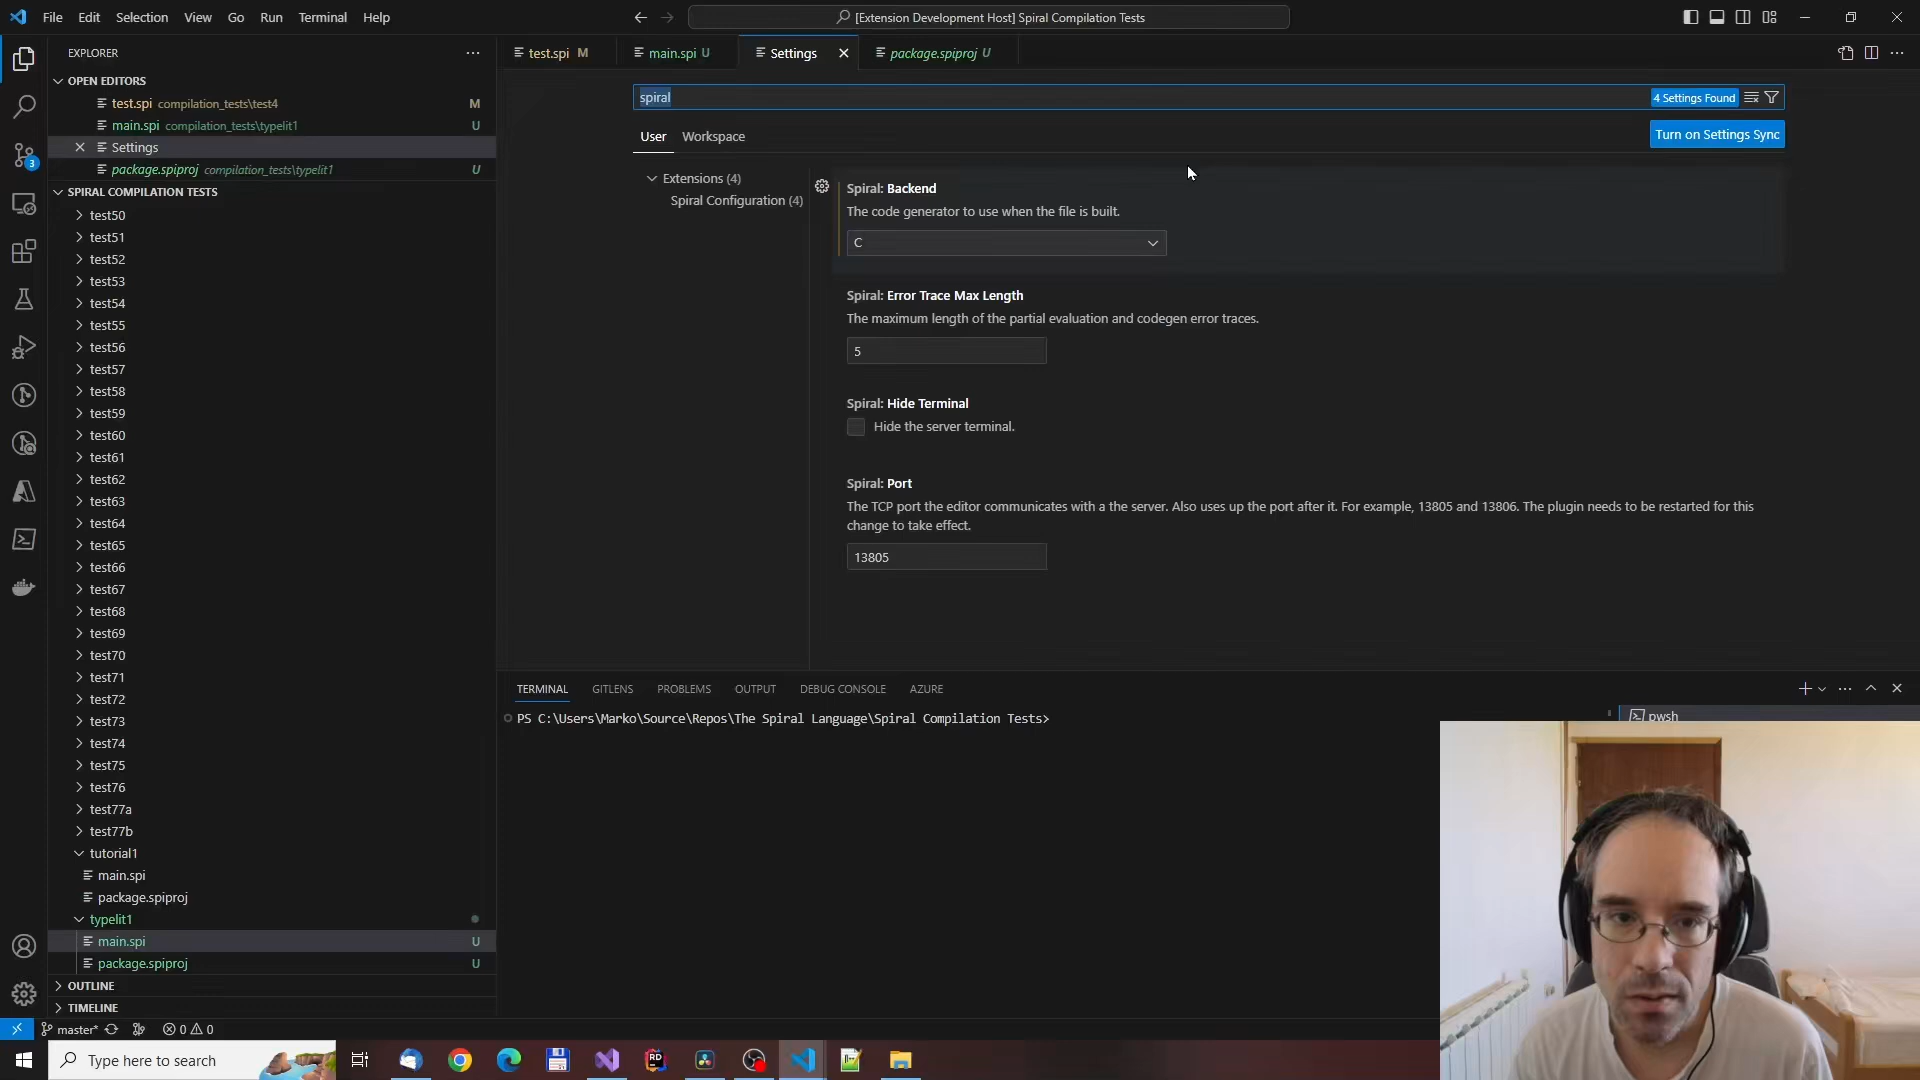 File Edit Selection View Go Run Terminal Help
[Extension Development Host] Spiral Compilation Tests
EXPLORER
OPEN EDITORS
test.spi compilation_tests\test4 M
main.spi compilation_tests\typelit1 U
Settings
package.spiproj compilation_tests\typelit1 U
SPIRAL COMPILATION TESTS
test50
test51
test52
test53
test54
test55
test56
test57
test58
test59
test60
test61
test62
test63
test64
test65
test66
test67
test68
test69
test70
test71
test72
test73
test74
test75
test76
test77a
test77b
tutorial1
main.spi
package.spiproj
typelit1
main.spi U
package.spiproj U
OUTLINE
TIMELINE
3
test.spi M
main.spi U
Settings
package.spiproj U
spiral
4 Settings Found
User Workspace
Turn on Settings Sync
Extensions (4)
Spiral Configuration (4)
Spiral: Backend
The code generator to use when the file is built.
C
Spiral: Error Trace Max Length
The maximum length of the partial evaluation and codegen error traces.
5
Spiral: Hide Terminal
Hide the server terminal.
Spiral: Port
The TCP port the editor communicates with a the server. Also uses up the port after it. For example, 13805 and 13806. The plugin needs to be restarted for this
change to take effect.
13805
TERMINAL GITLENS PROBLEMS OUTPUT DEBUG CONSOLE AZURE
PS C:\Users\Marko\Source\Repos\The Spiral Language\Spiral Compilation Tests>
pwsh
master* 0 0
Type here to search
RD